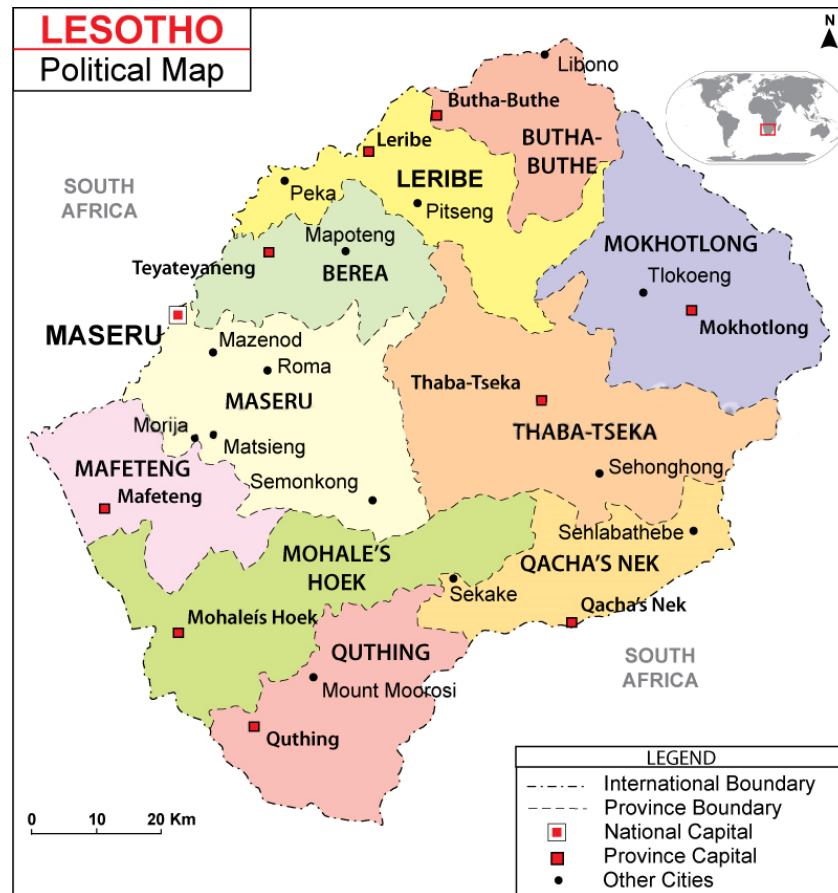 LESOTHO
Political Map
N
Libono
Butha-Buthe
BUTHA-
BUTHE
Leribe
LERIBE
SOUTH
AFRICA
Peka
Pitseng
Mapoteng
Teyateyaneng
BEREA
MOKHOTLONG
Tlokoeng
Mokhotlong
MASERU
Mazenod
Roma
MASERU
Thaba-Tseka
THABA-TSEKA
Morija
Matsieng
MAFETENG
Mafeteng
Semonkong
Sehonghong
MOHALE'S
HOEK
Sehlabathebe
QACHA'S NEK
Sekake
Qacha's Nek
Mohaleís Hoek
QUTHING
SOUTH
AFRICA
Mount Moorosi
Quthing
0 10 20 Km
LEGEND
International Boundary
Province Boundary
National Capital
Province Capital
Other Cities